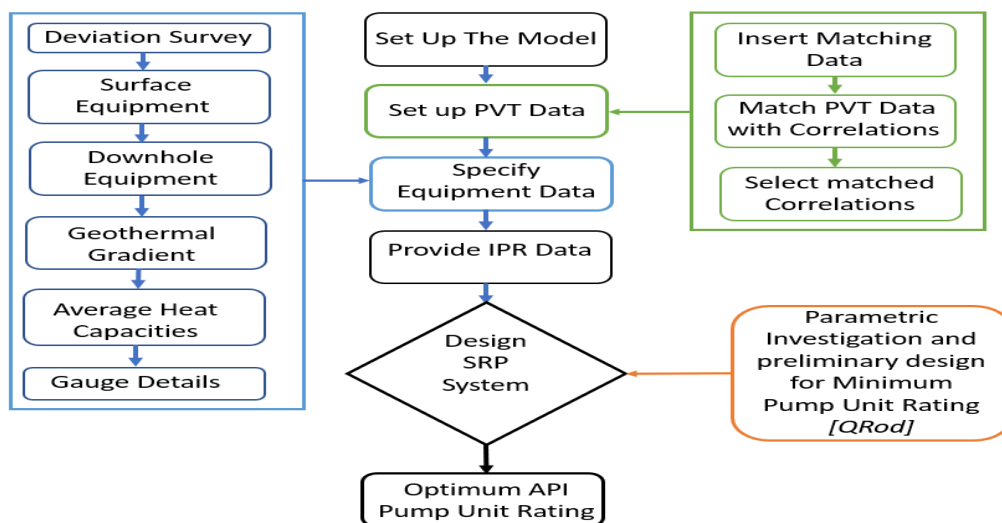 Deviation Survey
Surface
Equipment
Downhole
Equipment
Geothermal
Gradient
Average Heat
Capacities
Gauge Details
Set Up The Model
Set up PVT Data
Specify
Equipment Data
Provide IPR Data
Design
SRP
System
Optimum API
Pump Unit Rating
Insert Matching
Data
Match PVT Data
with Correlations
Select matched
Correlations
Parametric
Investigation and
preliminary design
for Minimum
Pump Unit Rating
[QRod]